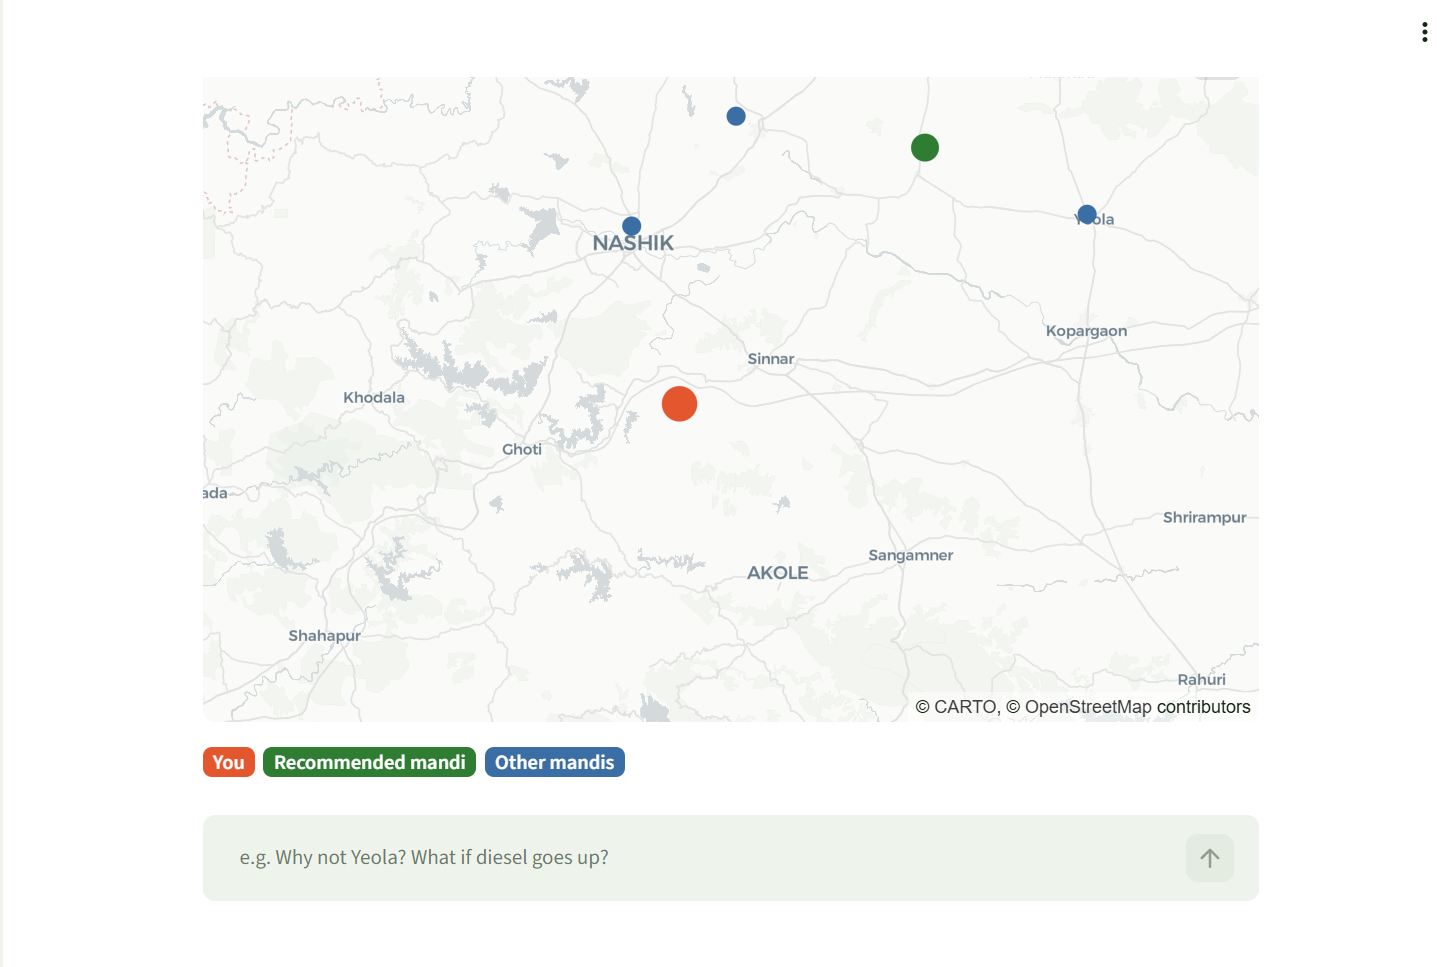 NASHIK
Kopargaon
Sinnar
Khodala
Ghoti
Shrirampur
Sangamner
AKOLE
Shahapur
Rahuri
© CARTO, © OpenStreetMap contributors
You Recommended mandi Other mandis
e.g. Why not Yeola? What if diesel goes up?